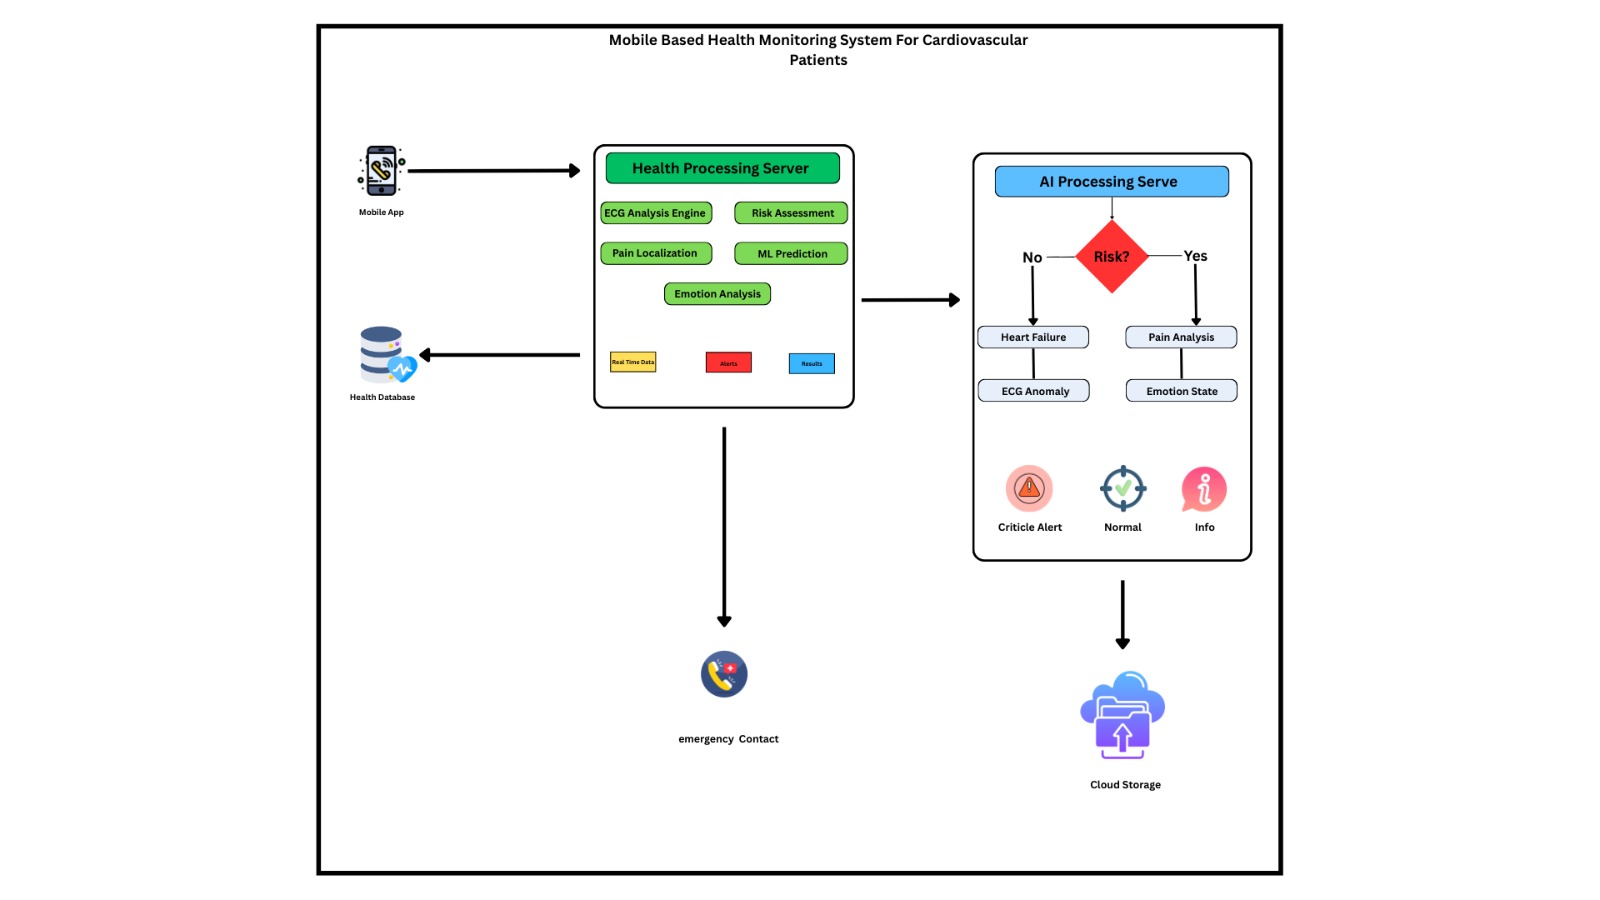 Mobile Based Health Monitoring System For Cardiovascular
Patients
Mobile App
Health Processing Server
ECG Analysis Engine
Risk Assessment
Pain Localization
ML Prediction
Emotion Analysis
Real Time Data
Alerts
Results
Health Database
emergency Contact
AI Processing Serve
Risk?
No
Yes
Heart Failure
Pain Analysis
ECG Anomaly
Emotion State
Criticle Alert
Normal
Info
Cloud Storage